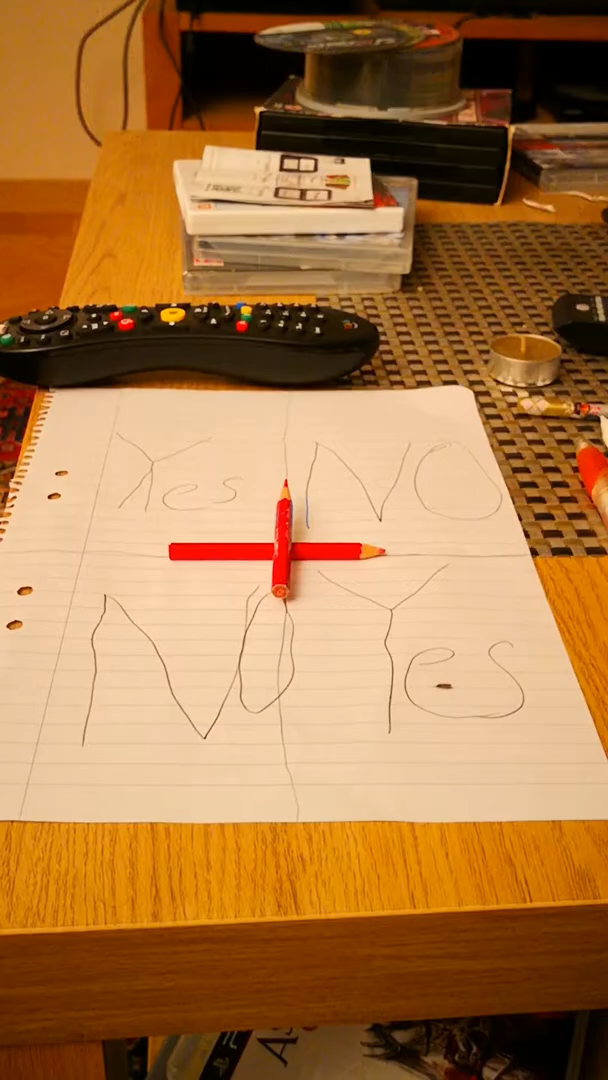 Yes NO
NO Yes